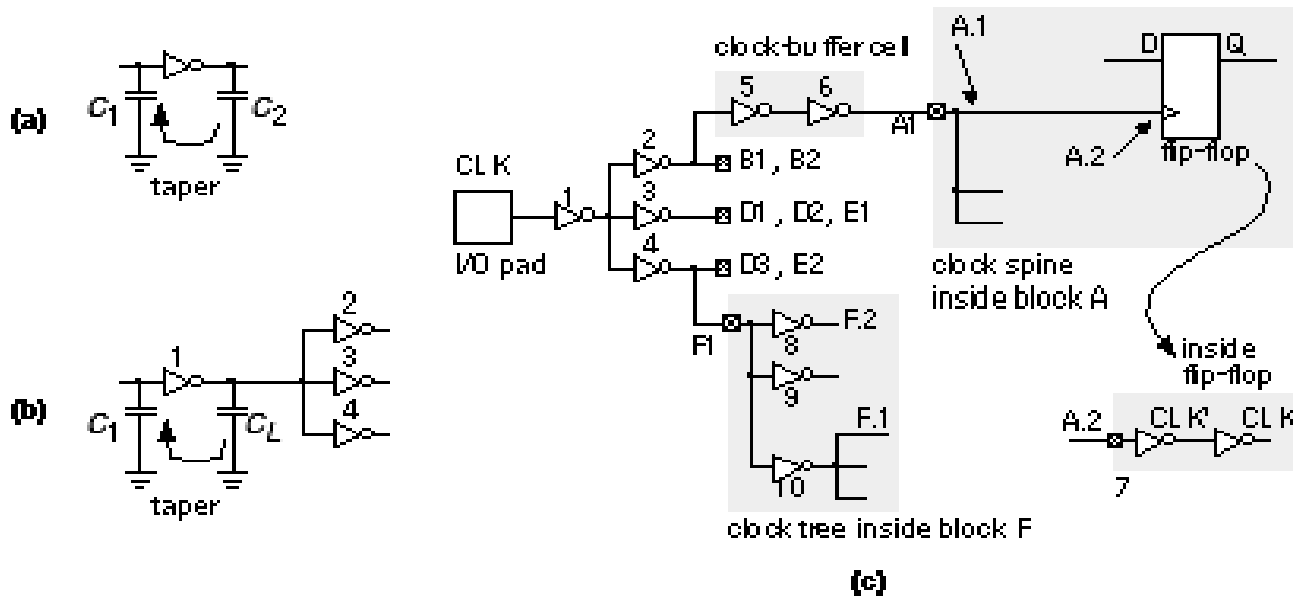 (a)
C1
C2
taper
(b)
1
C1
CL
2
3
4
taper
CLK
I/O pad
1
2
3
4
clock-buffer cell
5
6
A1
B1, B2
D1, D2, E1
D3, E2
F1
8
F.2
9
F.1
10
clock tree inside block F
A.1
D
Q
A.2
flip-flop
clock spine
inside block A
inside
flip-flop
A.2
CLK'
CLK
7
(c)